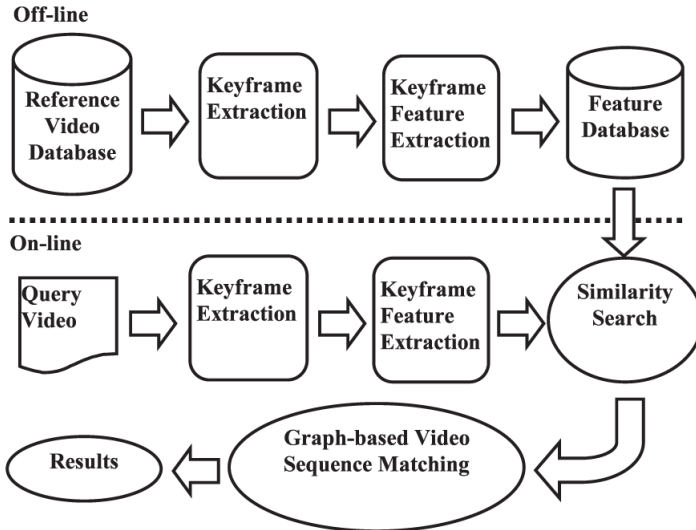 Off-line
Reference
Video
Database
Keyframe
Extraction
Keyframe
Feature
Extraction
Feature
Database
On-line
Query
Video
Keyframe
Extraction
Keyframe
Feature
Extraction
Similarity
Search
Graph-based Video
Sequence Matching
Results